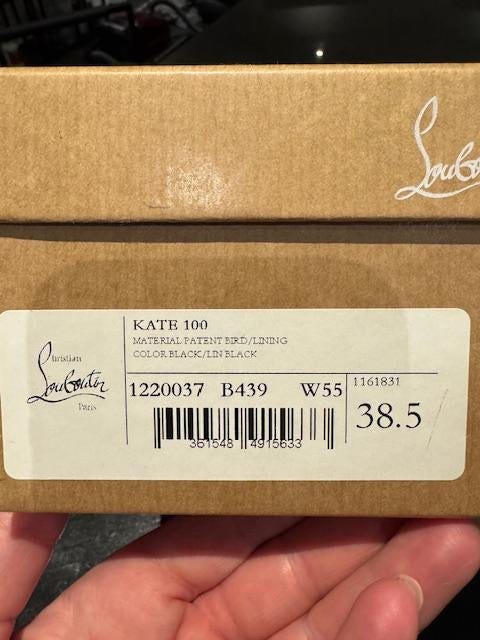 Loubou
KATE 100
MATERIAL PATENT BIRD/LINING
COLOR BLACK/LIN BLACK
Christian
Louboutin
Paris
1220037 B439 W55
1161831
38.5
361548 4915633